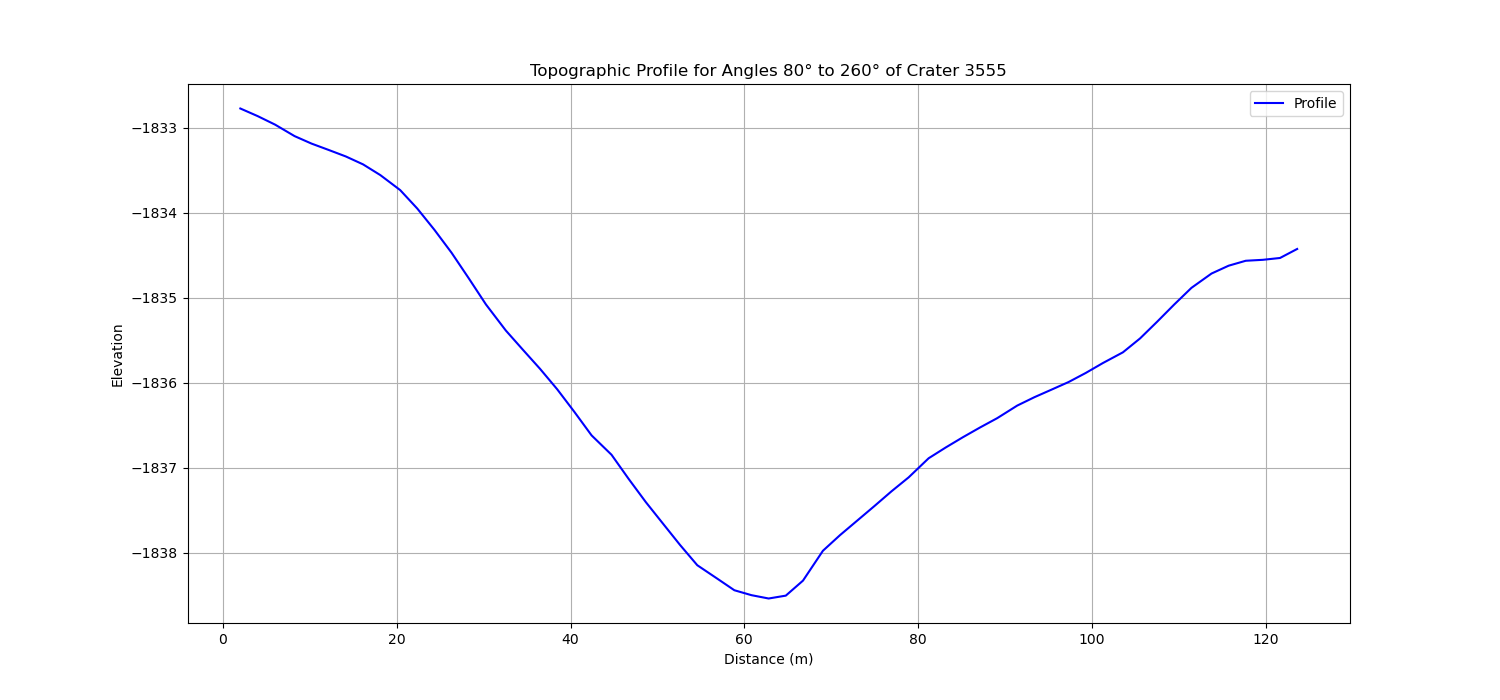 Topographic Profile for Angles 80° to 260° of Crater 3555
Profile
−1833
−1834
−1835
−1836
−1837
−1838
Elevation
0 20 40 60 80 100 120
Distance (m)